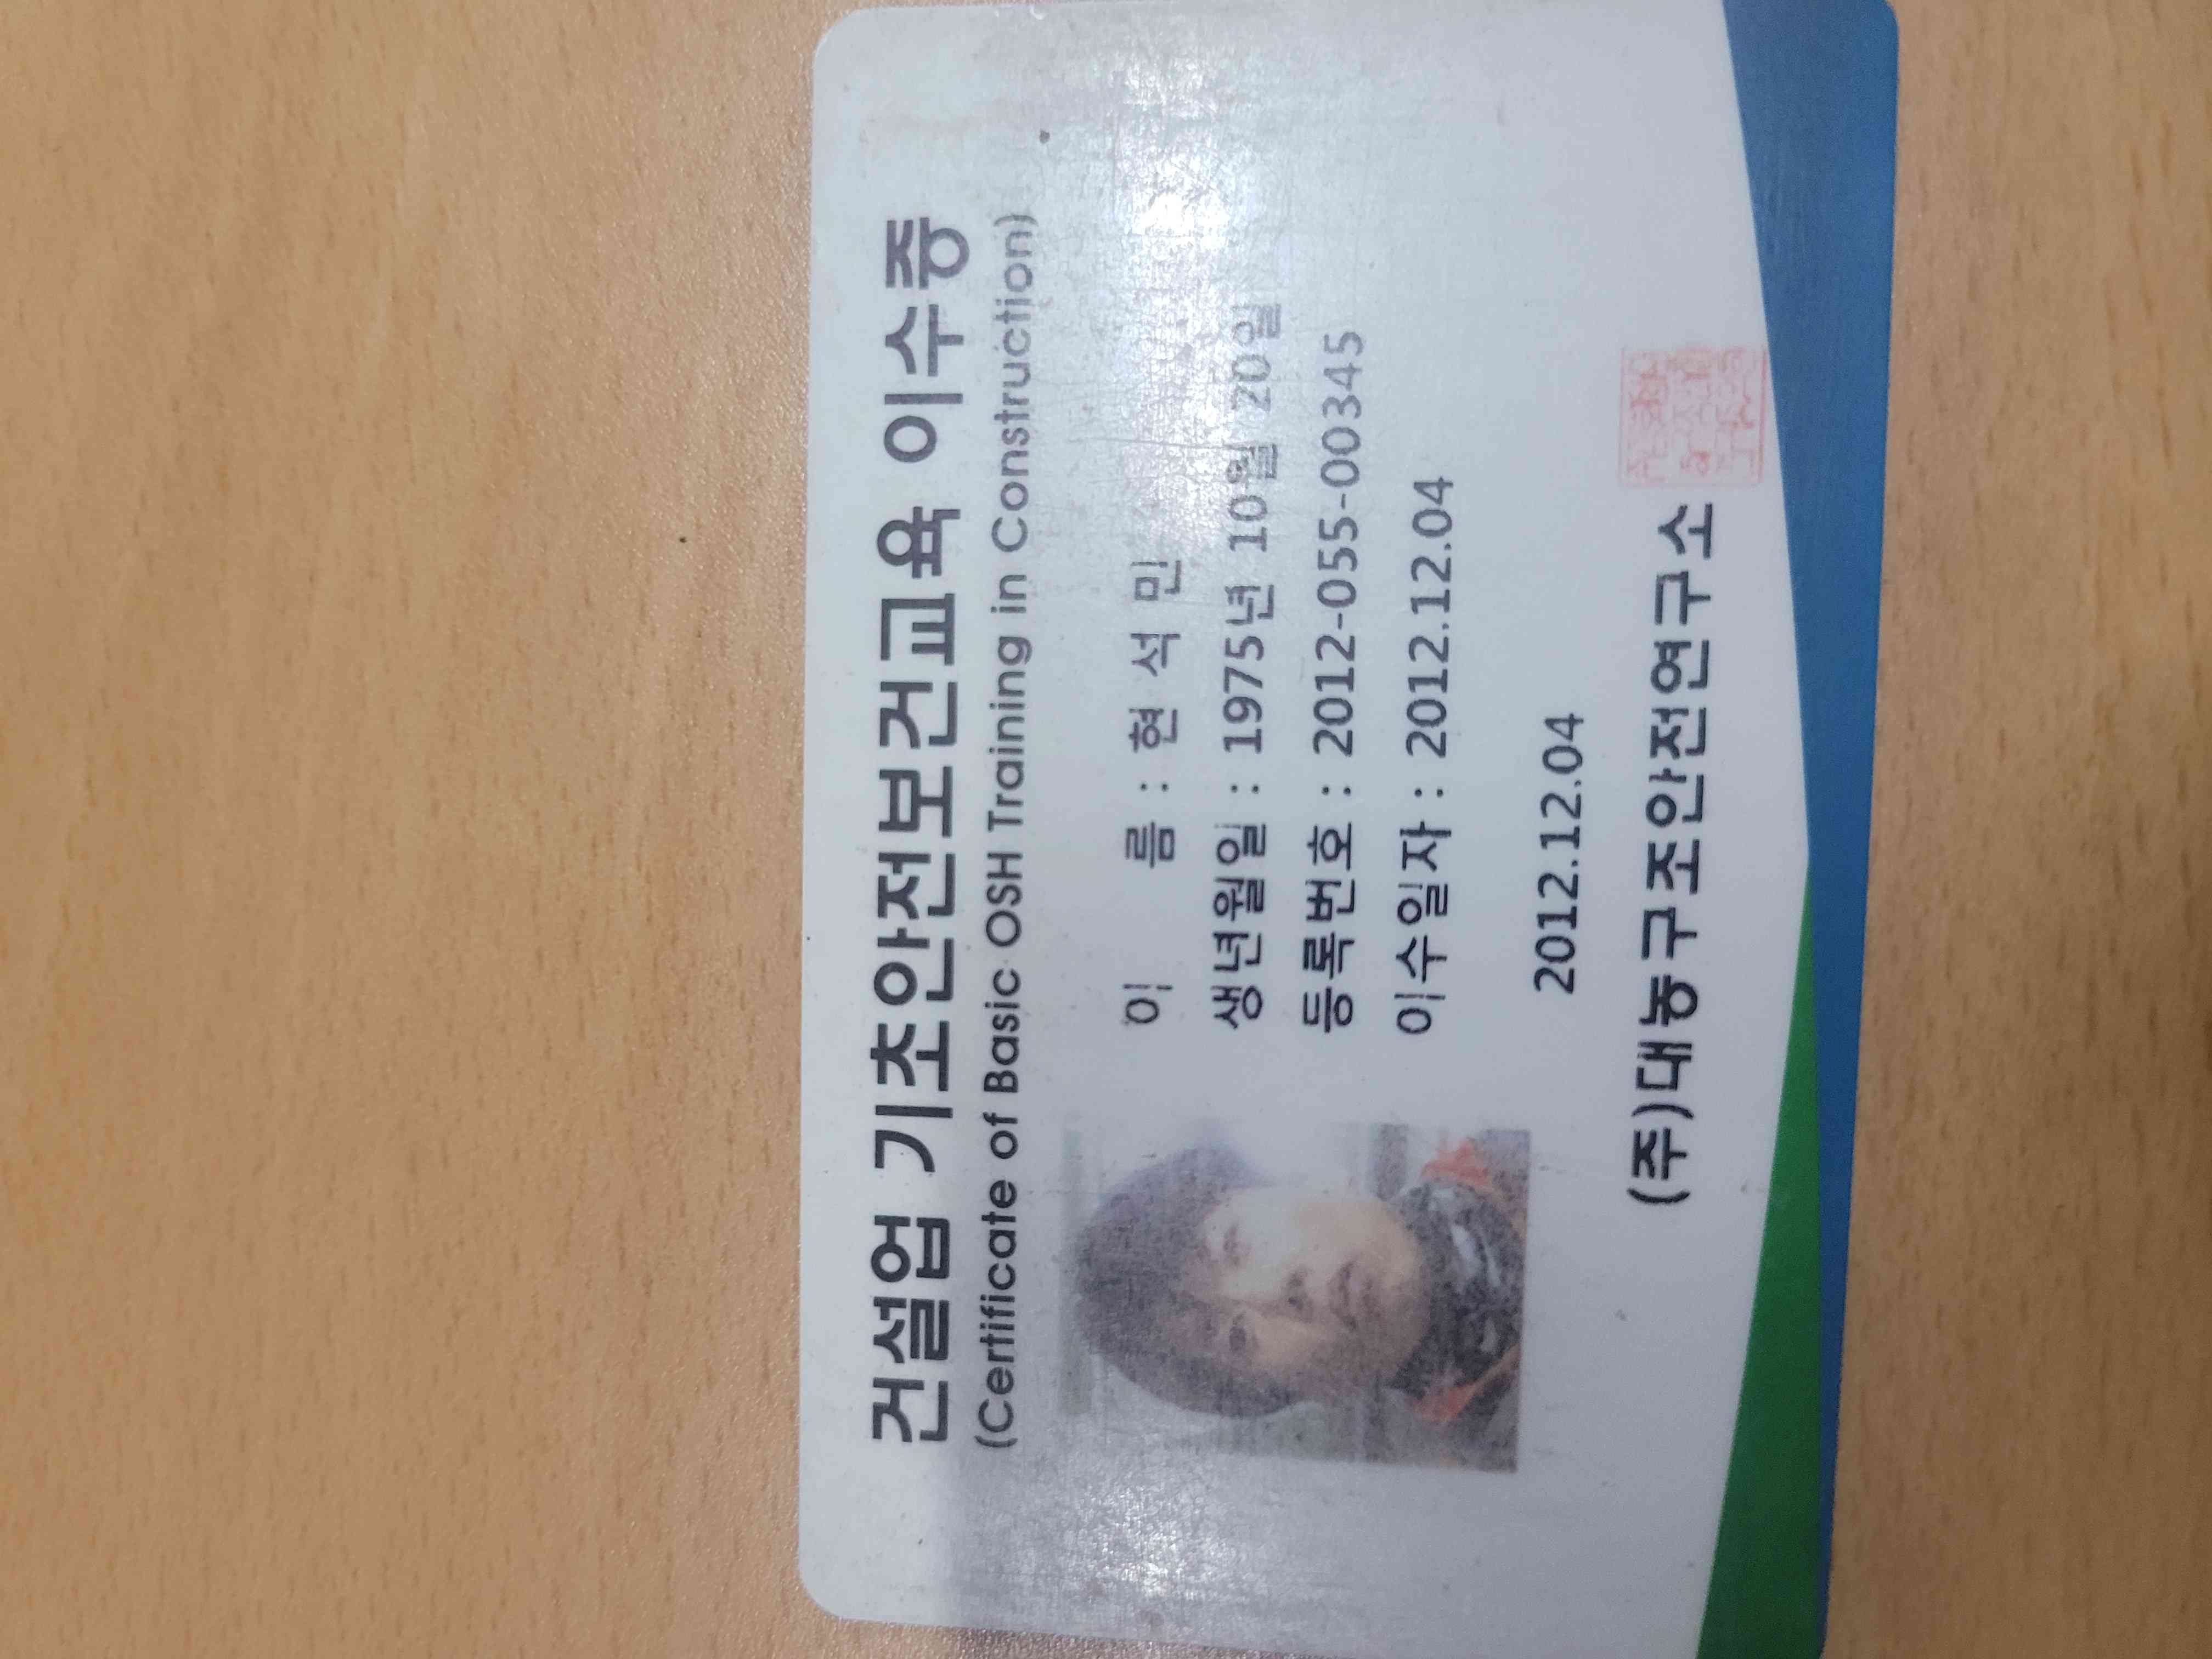 건설업 기초안전보건교육 이수증
(Certificate of Basic OSH Training in Construction)
이 름 : 현 석 민
생년월일 : 1975년 10월 20일
등록번호 : 2012-055-00345
이수일자 : 2012.12.04
2012.12.04
(주)대농구조안전연구소